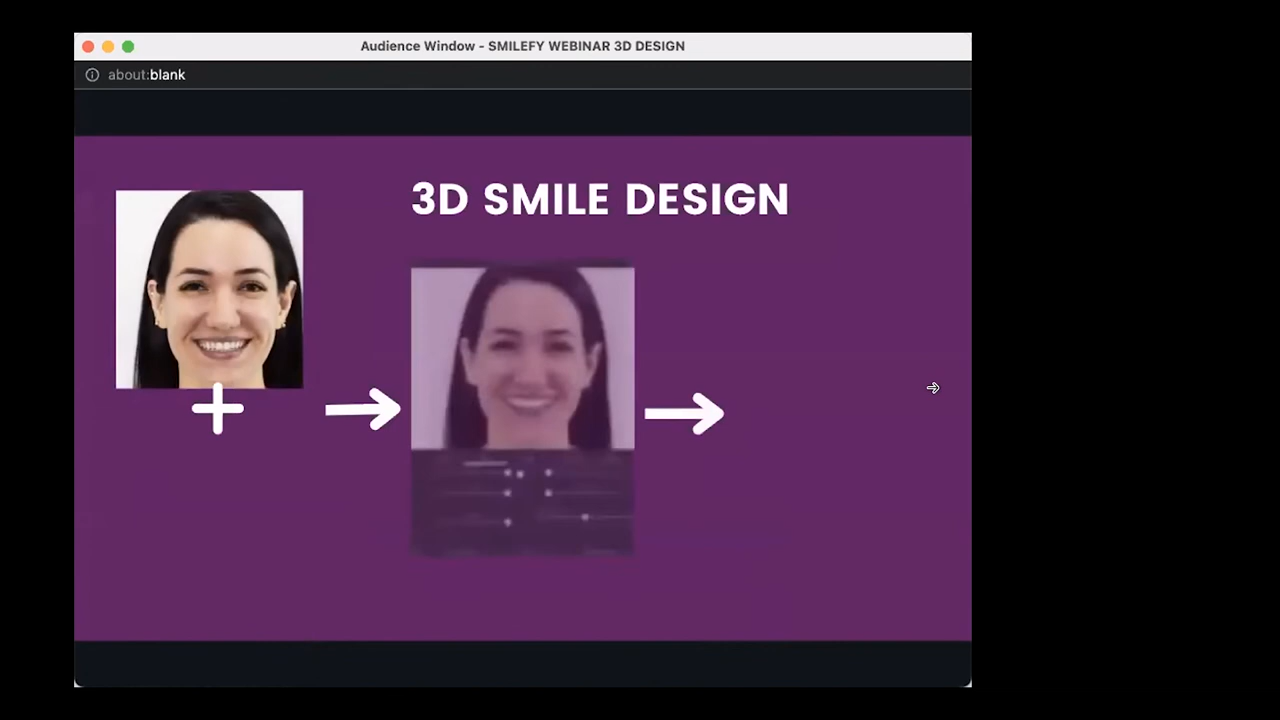 Audience Window - SMILEFY WEBINAR 3D DESIGN
about:blank
3D SMILE DESIGN